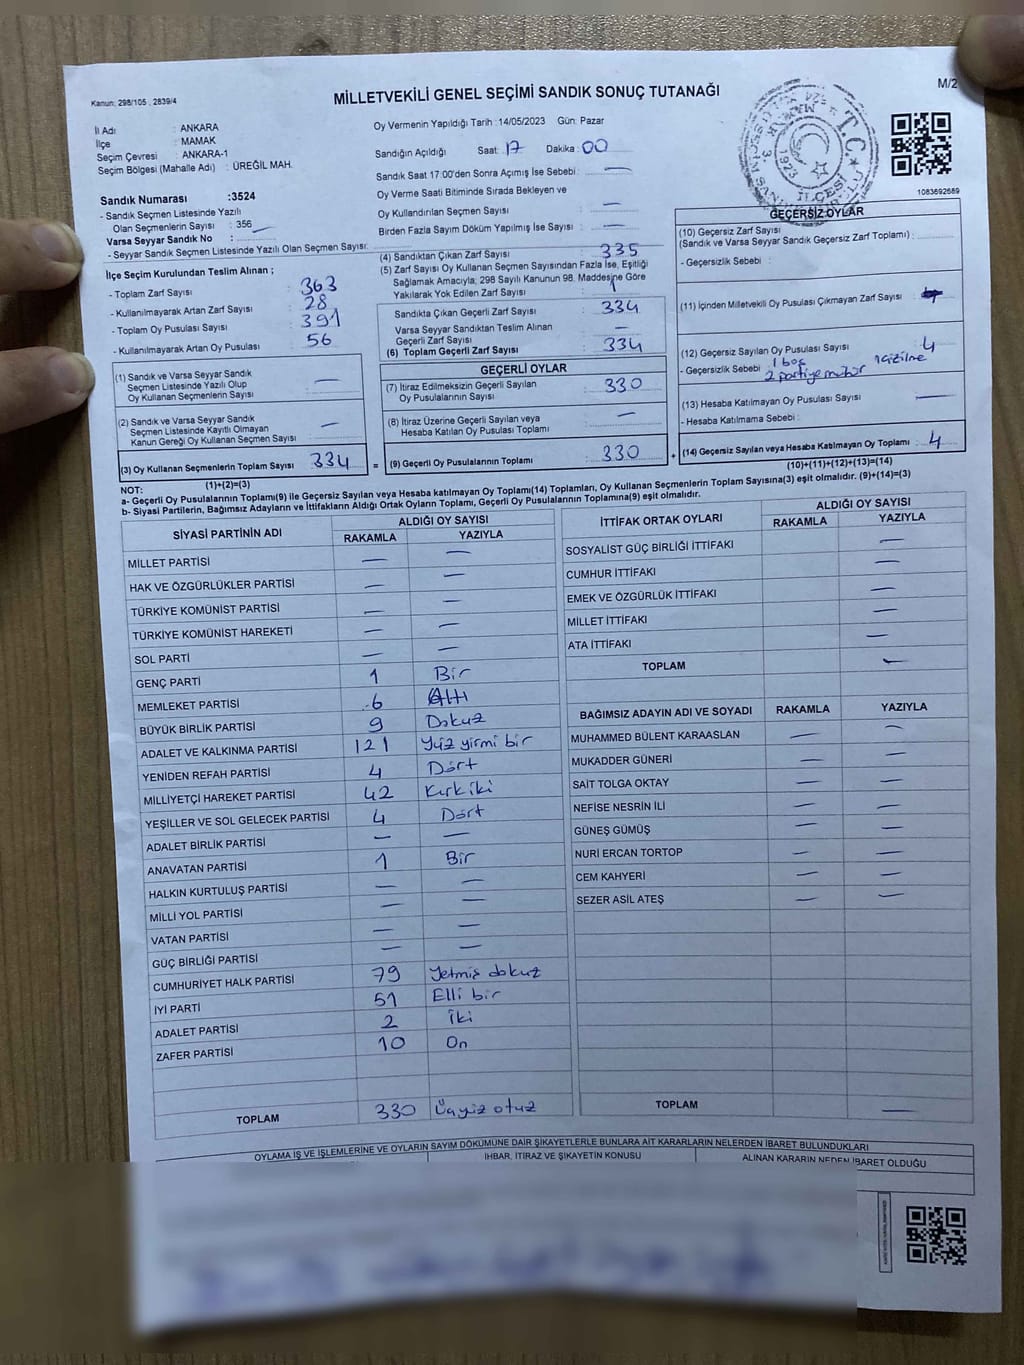 Kanun: 298/105 , 2839/4
MİLLETVEKİLİ GENEL SEÇİMİ SANDIK SONUÇ TUTANAĞI
M/2
İl Adı : ANKARA
İlçe : MAMAK
Seçim Çevresi : ANKARA-1
Seçim Bölgesi (Mahalle Adı) : ÜREĞİL MAH.
Sandık Numarası :3524
- Sandık Seçmen Listesinde Yazılı
Olan Seçmenlerin Sayısı : 356
Varsa Seyyar Sandık No :
- Seyyar Sandık Seçmen Listesinde Yazılı Olan Seçmen Sayısı:
İlçe Seçim Kurulundan Teslim Alınan ;
- Toplam Zarf Sayısı : 363
- Kullanılmayarak Artan Zarf Sayısı : 28
- Toplam Oy Pusulası Sayısı : 391
- Kullanılmayarak Artan Oy Pusulası : 56
(1) Sandık ve Varsa Seyyar Sandık
Seçmen Listesinde Yazılı Olup
Oy Kullanan Seçmenlerin Sayısı : —
(2) Sandık ve Varsa Seyyar Sandık
Seçmen Listesinde Kayıtlı Olmayan
Kanun Gereği Oy Kullanan Seçmen Sayısı : —
(3) Oy Kullanan Seçmenlerin Toplam Sayısı : 334
(1)+(2)=(3)
Oy Vermenin Yapıldığı Tarih :14/05/2023 Gün: Pazar
Sandığın Açıldığı Saat: 17 Dakika: 00
Sandık Saat 17:00'den Sonra Açımış İse Sebebi : —
Oy Verme Saati Bitiminde Sırada Bekleyen ve
Oy Kullandırılan Seçmen Sayısı : —
Birden Fazla Sayım Döküm Yapılmış İse Sayısı : —
(4) Sandıktan Çıkan Zarf Sayısı : 335
(5) Zarf Sayısı Oy Kullanan Seçmen Sayısından Fazla İse, Eşitliği
Sağlamak Amacıyla; 298 Sayılı Kanunun 98. Maddesine Göre
Yakılarak Yok Edilen Zarf Sayısı : 1
Sandıkta Çıkan Geçerli Zarf Sayısı : 334
Varsa Seyyar Sandıktan Teslim Alınan
Geçerli Zarf Sayısı : —
(6) Toplam Geçerli Zarf Sayısı : 334
GEÇERLİ OYLAR
(7) İtiraz Edilmeksizin Geçerli Sayılan
Oy Pusulalarının Sayısı : 330
(8) İtiraz Üzerine Geçerli Sayılan veya
Hesaba Katılan Oy Pusulası Toplamı : —
= (9) Geçerli Oy Pusulalarının Toplamı : 330 +
1083692689
GEÇERSİZ OYLAR
(10) Geçersiz Zarf Sayısı
(Sandık ve Varsa Seyyar Sandık Geçersiz Zarf Toplamı) :
- Geçersizlik Sebebi :
(11) İçinden Milletvekili Oy Pusulası Çıkmayan Zarf Sayısı :
(12) Geçersiz Sayılan Oy Pusulası Sayısı : 4
- Geçersizlik Sebebi : 1 boş
2 partiye mühür
(13) Hesaba Katılmayan Oy Pusulası Sayısı : —
- Hesaba Katılmama Sebebi :
(14) Geçersiz Sayılan veya Hesaba Katılmayan Oy Toplamı : 4
(10)+(11)+(12)+(13)=(14)
NOT:
a- Geçerli Oy Pusulalarının Toplamı(9) ile Geçersiz Sayılan veya Hesaba katılmayan Oy Toplamı(14) Toplamları, Oy Kullanan Seçmenlerin Toplam Sayısına(3) eşit olmalıdır. (9)+(14)=(3)
b- Siyasi Partilerin, Bağımsız Adayların ve İttifakların Aldığı Ortak Oyların Toplamı, Geçerli Oy Pusulalarının Toplamına(9) eşit olmalıdır.
SİYASİ PARTİNİN ADI ALDIĞI OY SAYISI
RAKAMLA YAZIYLA
MİLLET PARTİSİ — —
HAK VE ÖZGÜRLÜKLER PARTİSİ — —
TÜRKİYE KOMÜNİST PARTİSİ — —
TÜRKİYE KOMÜNİST HAREKETİ — —
SOL PARTİ — —
GENÇ PARTİ 1 Bir
MEMLEKET PARTİSİ 6 Altı
BÜYÜK BİRLİK PARTİSİ 9 Dokuz
ADALET VE KALKINMA PARTİSİ 121 Yüz yirmi bir
YENİDEN REFAH PARTİSİ 4 Dört
MİLLİYETÇİ HAREKET PARTİSİ 42 Kırk iki
YEŞİLLER VE SOL GELECEK PARTİSİ 4 Dört
ADALET BİRLİK PARTİSİ — —
ANAVATAN PARTİSİ 1 Bir
HALKIN KURTULUŞ PARTİSİ — —
MİLLİ YOL PARTİSİ — —
VATAN PARTİSİ — —
GÜÇ BİRLİĞİ PARTİSİ — —
CUMHURİYET HALK PARTİSİ 79 Yetmiş dokuz
İYİ PARTİ 51 Elli bir
ADALET PARTİSİ 2 İki
ZAFER PARTİSİ 10 On
TOPLAM 330 Üçyüz otuz
İTTİFAK ORTAK OYLARI ALDIĞI OY SAYISI
RAKAMLA YAZIYLA
SOSYALİST GÜÇ BİRLİĞİ İTTİFAKI —
CUMHUR İTTİFAKI —
EMEK VE ÖZGÜRLÜK İTTİFAKI —
MİLLET İTTİFAKI —
ATA İTTİFAKI —
TOPLAM —
BAĞIMSIZ ADAYIN ADI VE SOYADI RAKAMLA YAZIYLA
MUHAMMED BÜLENT KARAASLAN — —
MUKADDER GÜNERİ — —
SAİT TOLGA OKTAY — —
NEFİSE NESRİN İLİ — —
GÜNEŞ GÜMÜŞ — —
NURİ ERCAN TORTOP — —
CEM KAHYERİ — —
SEZER ASİL ATEŞ — —
TOPLAM —
OYLAMA İŞ VE İŞLEMLERİNE VE OYLARIN SAYIM DÖKÜMÜNE DAİR ŞİKAYETLERLE BUNLARA AİT KARARLARIN NELERDEN İBARET BULUNDUKLARI
İHBAR, İTİRAZ VE ŞİKAYETİN KONUSU
ALINAN KARARIN NEDEN İBARET OLDUĞU